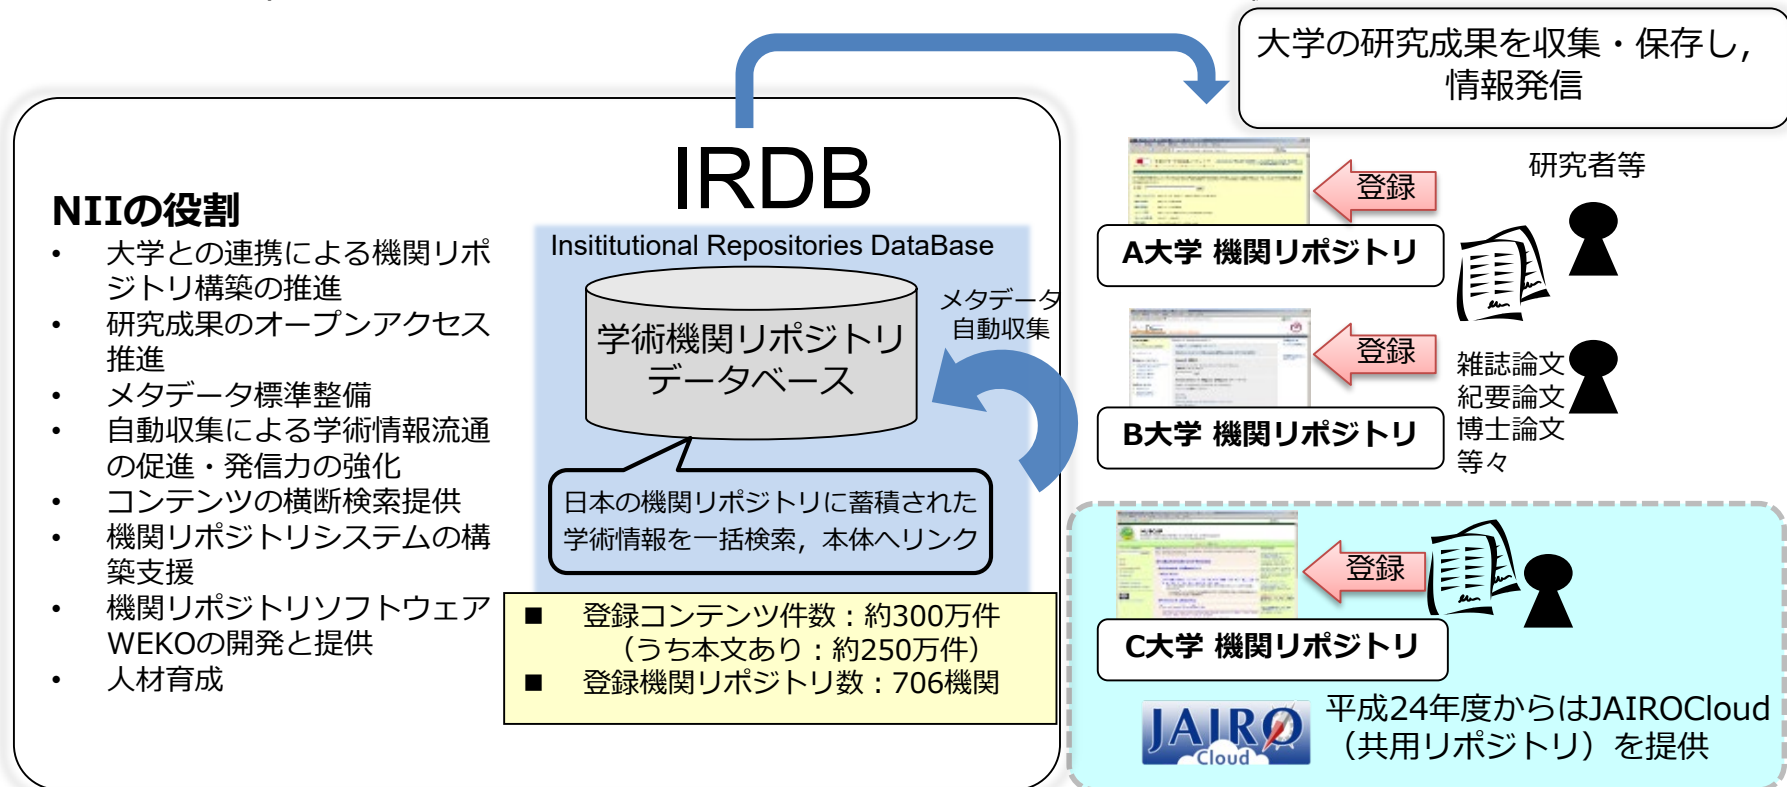 大学の研究成果を収集・保存し,
情報発信
NIIの役割
• 大学との連携による機関リポ
ジトリ構築の推進
• 研究成果のオープンアクセス
推進
• メタデータ標準整備
• 自動収集による学術情報流通
の促進・発信力の強化
• コンテンツの横断検索提供
• 機関リポジトリシステムの構
築支援
• 機関リポジトリソフトウェア
WEKOの開発と提供
• 人材育成
IRDB
Insititutional Repositories DataBase
学術機関リポジトリ
データベース
メタデータ
自動収集
日本の機関リポジトリに蓄積された
学術情報を一括検索, 本体へリンク
■ 登録コンテンツ件数：約300万件
（うち本文あり：約250万件）
■ 登録機関リポジトリ数：706機関
登録
研究者等
A大学 機関リポジトリ
登録
B大学 機関リポジトリ
雑誌論文
紀要論文
博士論文
等々
登録
C大学 機関リポジトリ
JAIRO
Cloud
平成24年度からはJAIROCloud
（共用リポジトリ）を提供